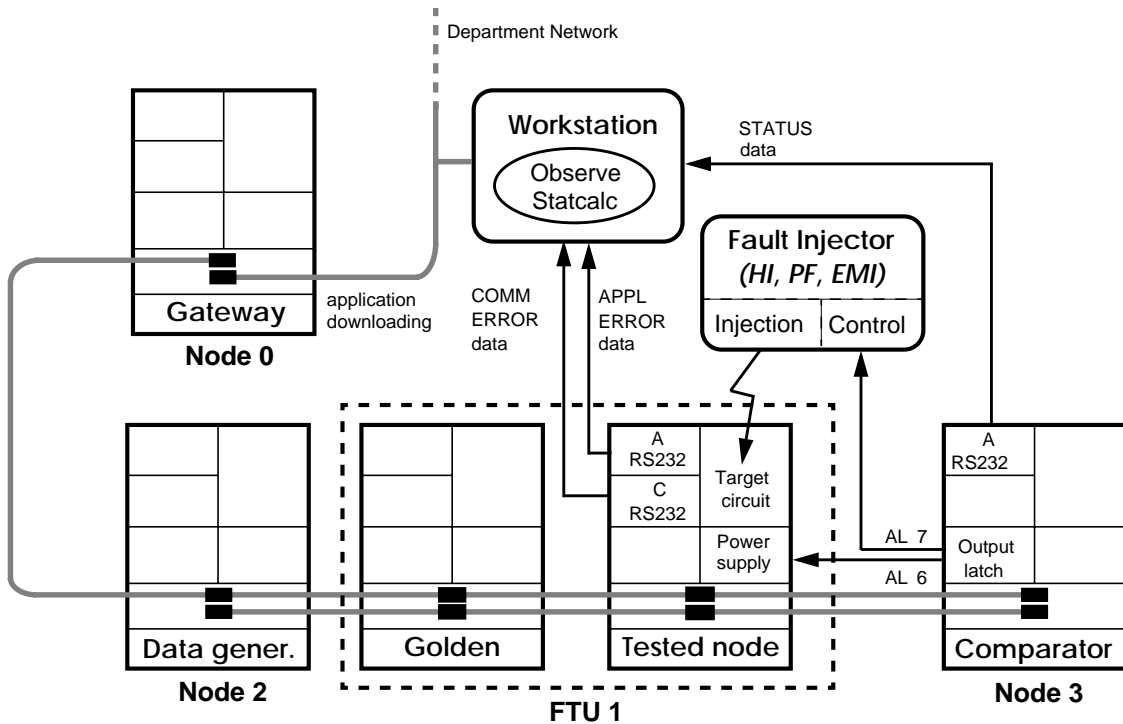 Department Network
Workstation
Observe
Statcalc
STATUS
data
Fault Injector
(HI, PF, EMI)
Injection
Control
Gateway
Node 0
application
downloading
COMM
ERROR
data
APPL
ERROR
data
A
RS232
C
RS232
Target
circuit
Power
supply
A
RS232
AL 7
AL 6
Output
latch
Data gener.
Node 2
Golden
Tested node
FTU 1
Comparator
Node 3